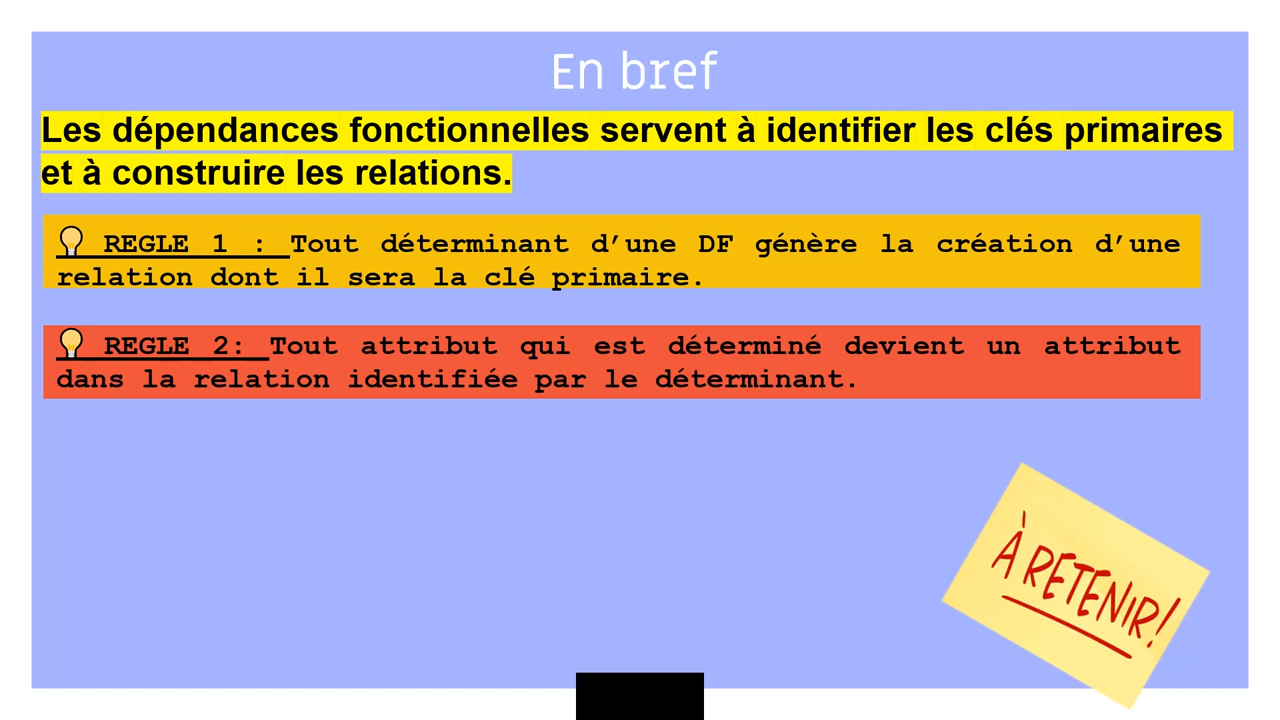 En bref
Les dépendances fonctionnelles servent à identifier les clés primaires
et à construire les relations.
REGLE 1 : Tout déterminant d’une DF génère la création d’une
relation dont il sera la clé primaire.
REGLE 2: Tout attribut qui est déterminé devient un attribut
dans la relation identifiée par le déterminant.
À RETENIR!